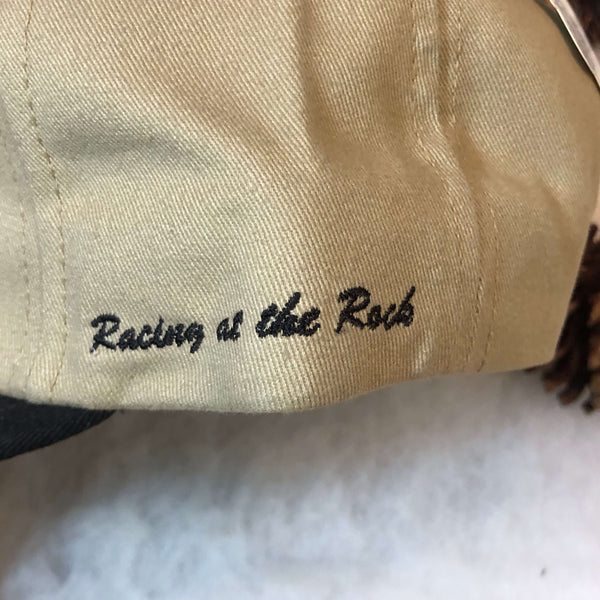 Racing at the Rock